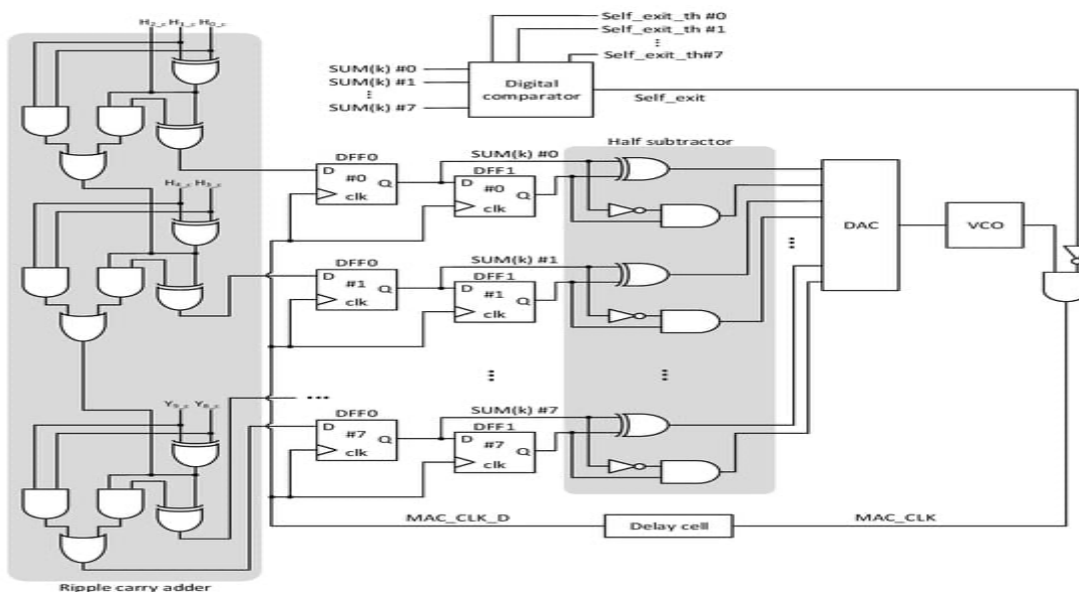 H₂_c H₁_c H₀_c
Self_exit_th #0
Self_exit_th #1
Self_exit_th#7
SUM(k) #0
SUM(k) #1
SUM(k) #7
Digital
comparator
Self_exit
Half subtractor
DFF0
D #0 Q
clk
SUM(k) #0
DFF1
D #0
clk
H₄_c H₃_c
DAC
VCO
DFF0
D #1 Q
clk
SUM(k) #1
DFF1
D #1
clk
DFF0
D #7 Q
clk
SUM(k) #7
DFF1
D #7
clk
MAC_CLK_D
Delay cell
MAC_CLK
Ripple carry adder